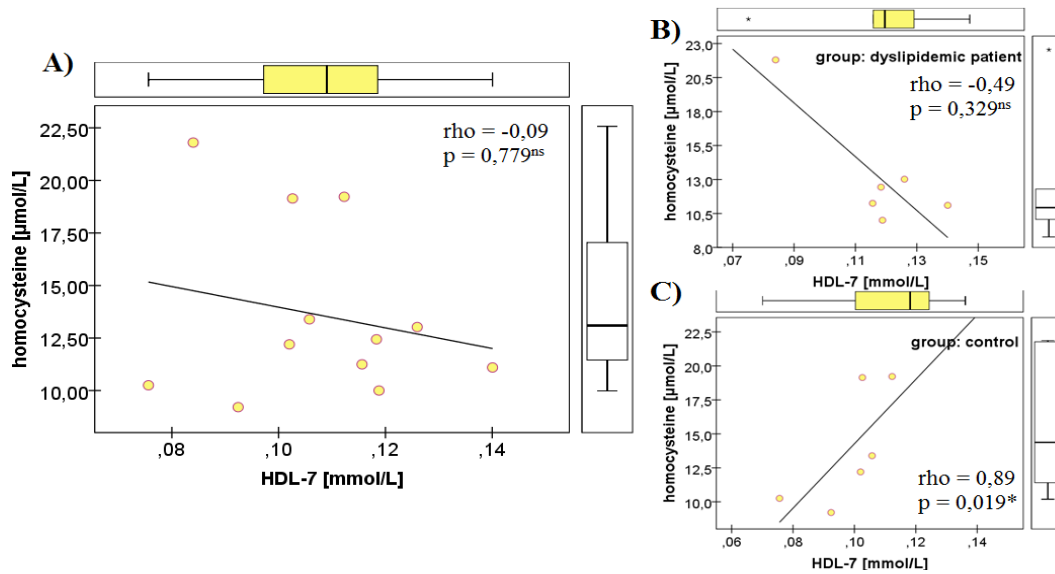 A)
rho = -0,09
p = 0,779ns
homocysteine [µmol/L]
22,50
20,00
17,50
15,00
12,50
10,00
,08
,10
,12
,14
HDL-7 [mmol/L]
B)
*
group: dyslipidemic patient
rho = -0,49
p = 0,329ns
*
homocysteine [µmol/L]
23,0
20,5
18,0
15,5
13,0
10,5
8,0
,07
,09
,11
,13
,15
HDL-7 [mmol/L]
C)
group: control
homocysteine [µmol/L]
22,5
20,0
17,5
15,0
12,5
10,0
rho = 0,89
p = 0,019*
,06
,08
,10
,12
,14
HDL-7 [mmol/L]